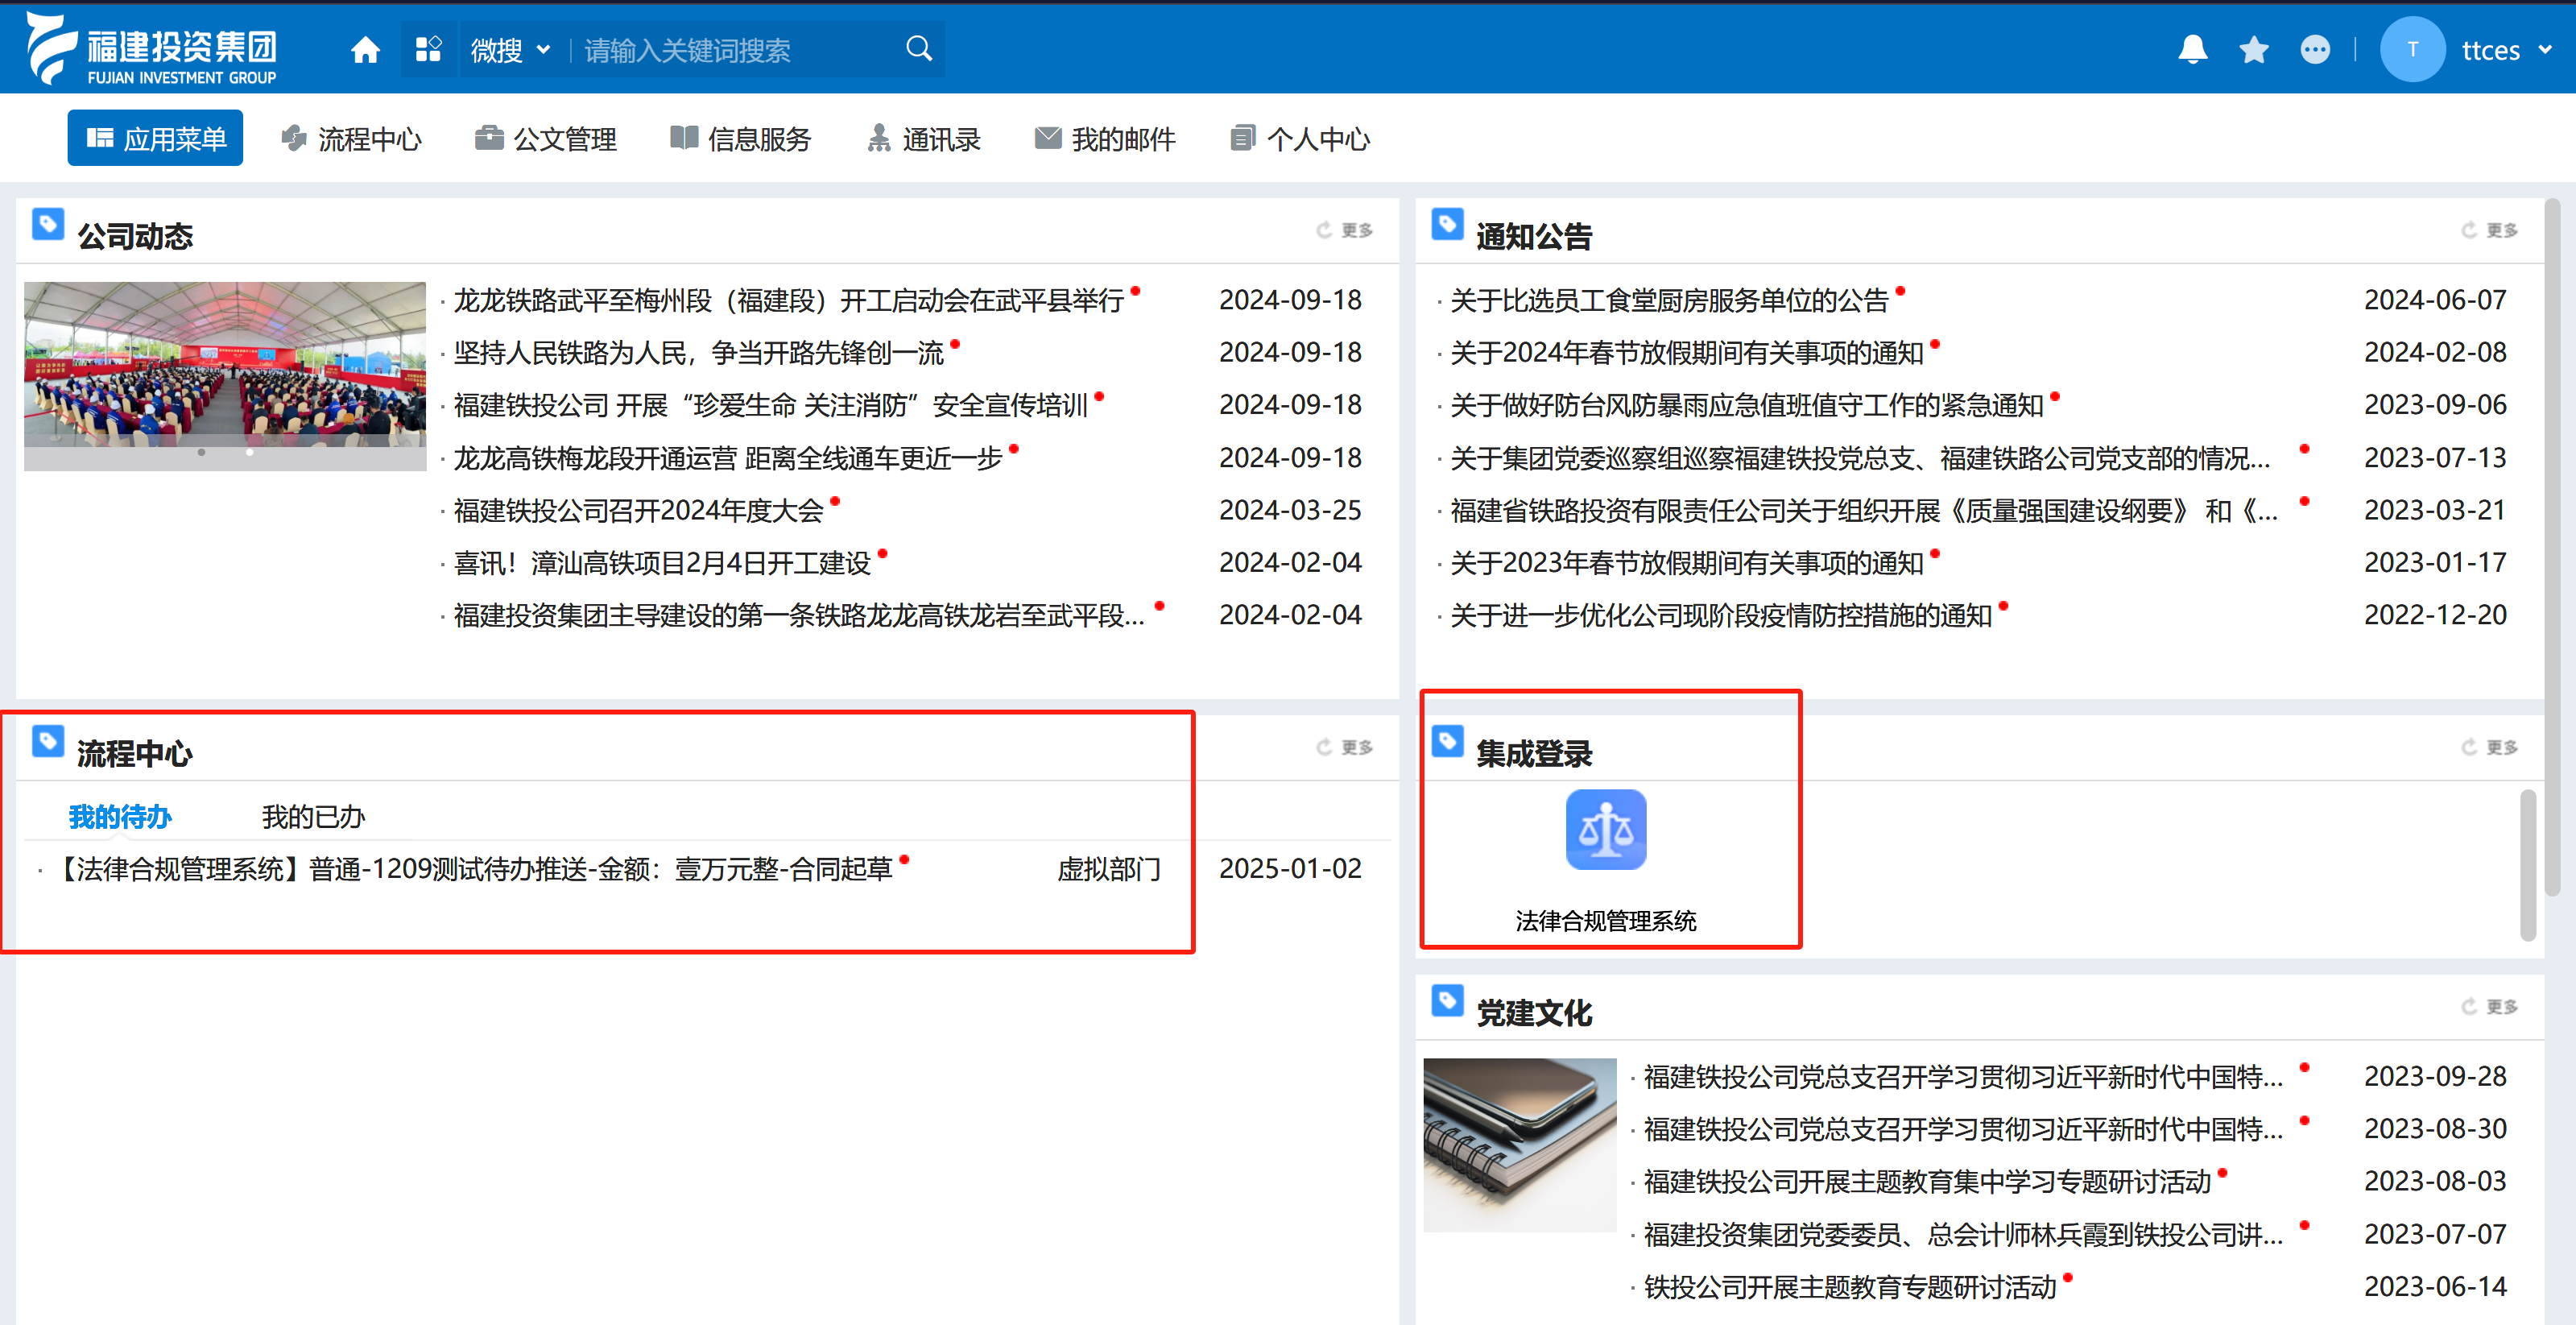 福建投资集团
FUJIAN INVESTMENT GROUP
微搜
请输入关键词搜索
T
ttces
应用菜单
流程中心
公文管理
信息服务
通讯录
我的邮件
个人中心
公司动态
更多
· 龙龙铁路武平至梅州段（福建段）开工启动会在武平县举行 2024-09-18
· 坚持人民铁路为人民，争当开路先锋创一流 2024-09-18
· 福建铁投公司 开展“珍爱生命 关注消防”安全宣传培训 2024-09-18
· 龙龙高铁梅龙段开通运营 距离全线通车更近一步 2024-09-18
· 福建铁投公司召开2024年度大会 2024-03-25
· 喜讯！漳汕高铁项目2月4日开工建设 2024-02-04
· 福建投资集团主导建设的第一条铁路龙龙高铁龙岩至武平段... 2024-02-04
通知公告
更多
· 关于比选员工食堂厨房服务单位的公告 2024-06-07
· 关于2024年春节放假期间有关事项的通知 2024-02-08
· 关于做好防台风防暴雨应急值班值守工作的紧急通知 2023-09-06
· 关于集团党委巡察组巡察福建铁投党总支、福建铁路公司党支部的情况... 2023-07-13
· 福建省铁路投资有限责任公司关于组织开展《质量强国建设纲要》 和《... 2023-03-21
· 关于2023年春节放假期间有关事项的通知 2023-01-17
· 关于进一步优化公司现阶段疫情防控措施的通知 2022-12-20
流程中心
更多
我的待办
我的已办
· 【法律合规管理系统】普通-1209测试待办推送-金额：壹万元整-合同起草 虚拟部门 2025-01-02
集成登录
更多
法律合规管理系统
党建文化
更多
· 福建铁投公司党总支召开学习贯彻习近平新时代中国特... 2023-09-28
· 福建铁投公司党总支召开学习贯彻习近平新时代中国特... 2023-08-30
· 福建铁投公司开展主题教育集中学习专题研讨活动 2023-08-03
· 福建投资集团党委委员、总会计师林兵霞到铁投公司讲... 2023-07-07
· 铁投公司开展主题教育专题研讨活动 2023-06-14